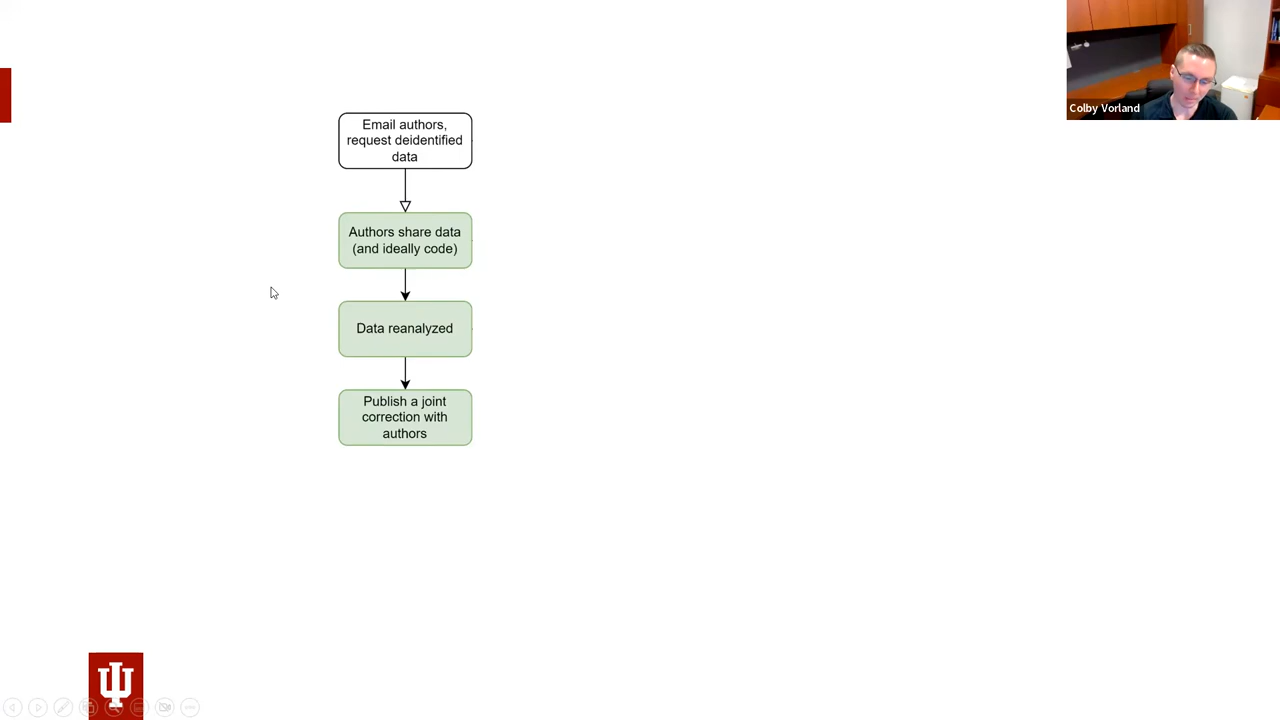 Colby Vorland
Email authors,
request deidentified
data
Authors share data
(and ideally code)
Data reanalyzed
Publish a joint
correction with
authors